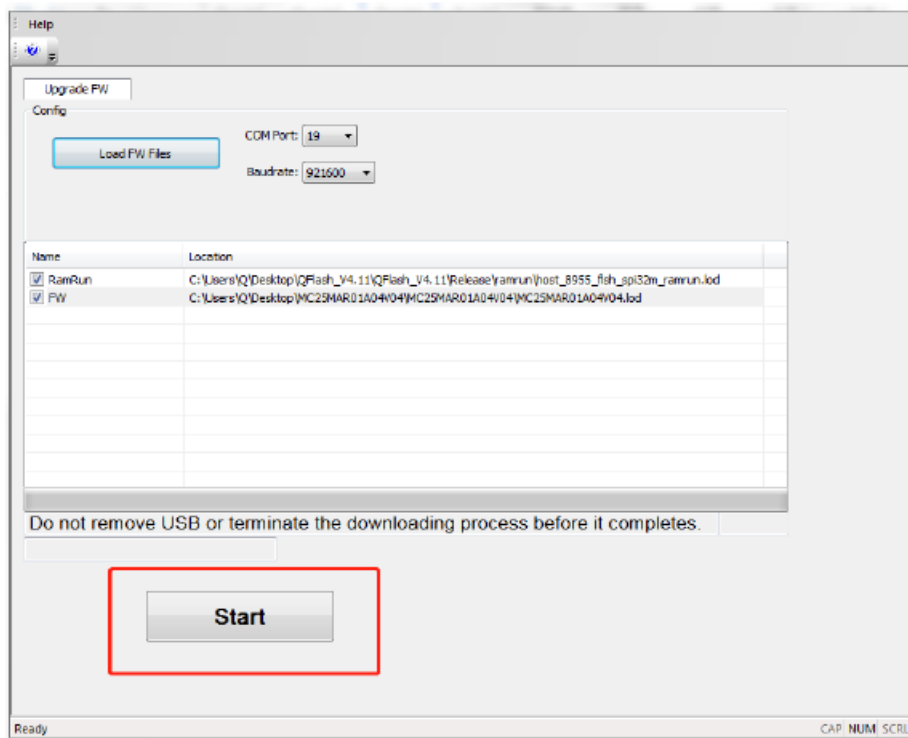 Help
Upgrade FW
Config
Load FW Files
COM Port: 19
Baudrate: 921600
Name Location
RamRun C:\Users\Q\Desktop\QFlash_V4.11\QFlash_V4.11\Release\ramrun\host_8955_flsh_spi32m_ramrun.lod
FW C:\Users\Q\Desktop\MC25MAR01A04V04\MC25MAR01A04V04\MC25MAR01A04V04.lod
Do not remove USB or terminate the downloading process before it completes.
Start
Ready CAP NUM SCRL